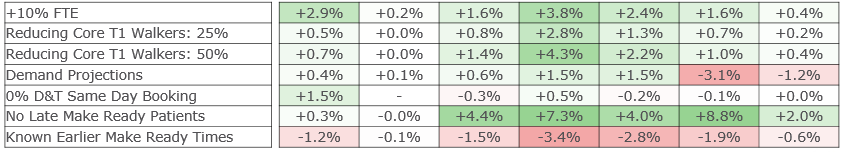 +10% FTE +2.9% +0.2% +1.6% +3.8% +2.4% +1.6% +0.4%
Reducing Core T1 Walkers: 25% +0.5% +0.0% +0.8% +2.8% +1.3% +0.7% +0.2%
Reducing Core T1 Walkers: 50% +0.7% +0.0% +1.4% +4.3% +2.2% +1.0% +0.4%
Demand Projections +0.4% +0.1% +0.6% +1.5% +1.5% -3.1% -1.2%
0% D&T Same Day Booking +1.5% - -0.3% +0.5% -0.2% -0.1% +0.0%
No Late Make Ready Patients +0.3% -0.0% +4.4% +7.3% +4.0% +8.8% +2.0%
Known Earlier Make Ready Times -1.2% -0.1% -1.5% -3.4% -2.8% -1.9% -0.6%